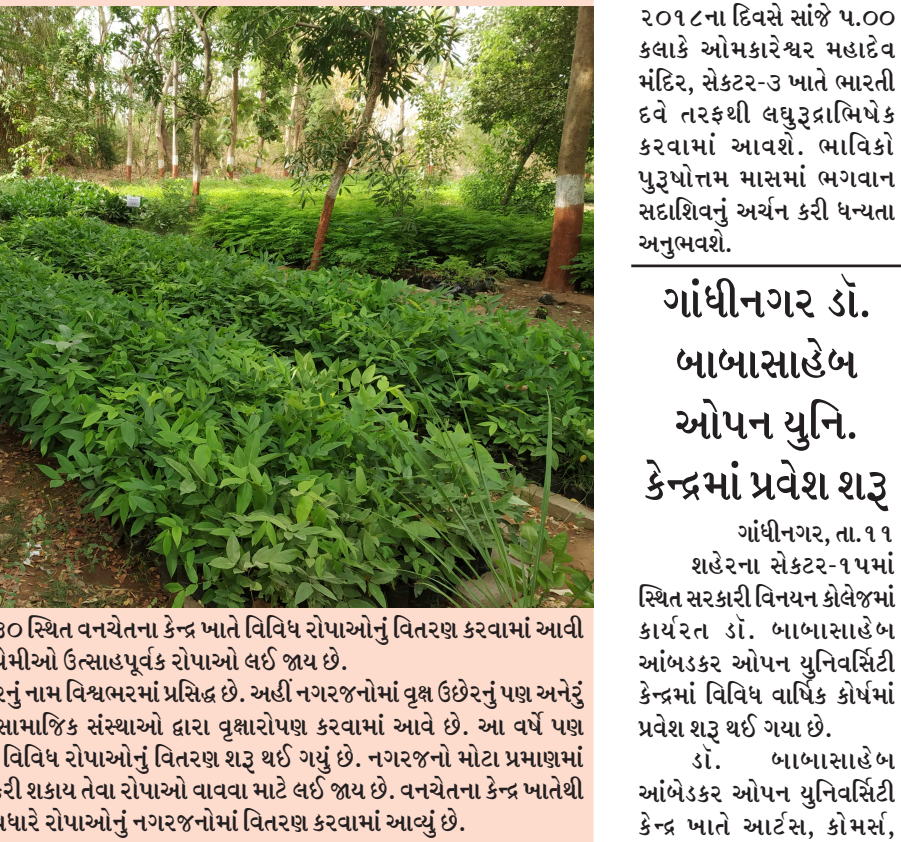 ૩૦ સ્થિત વનચેતના કેન્દ્ર ખાતે વિવિધ રોપાઓનું વિતરણ કરવામાં આવી
ઉત્સાહપૂર્વક રોપાઓ લઈ જાય છે.
નામ વિશ્વભરમાં પ્રસિદ્ધ છે. અહીં નગરજનોમાં વૃક્ષ ઉછેરનું પણ અનેરું
સામાજિક સંસ્થાઓ દ્વારા વૃક્ષારોપણ કરવામાં આવે છે. આ વર્ષે પણ
વિવિધ રોપાઓનું વિતરણ શરૂ થઈ ગયું છે. નગરજનો મોટા પ્રમાણમાં
શકાય તેવા રોપાઓ વાવવા માટે લઈ જાય છે. વનચેતના કેન્દ્ર ખાતેથી
રોપાઓનું નગરજનોમાં વિતરણ કરવામાં આવ્યું છે.
૨૦૧૮ના દિવસે સાંજે ૫.૦૦
કલાકે ઓમકારેશ્વર મહાદેવ
મંદિર, સેકટર-૩ ખાતે ભારતી
દવે તરફથી લઘુરૂદ્રાભિષેક
કરવામાં આવશે. ભાવિકો
પુરૂષોત્તમ માસમાં ભગવાન
સદાશિવનું અર્ચન કરી ધન્યતા
અનુભવશે.
ગાંધીનગર ડૉ.
બાબાસાહેબ
ઓપન યુનિ.
કેન્દ્રમાં પ્રવેશ શરૂ
ગાંધીનગર, તા.૧૧
શહેરના સેકટર-૧૫માં
સ્થિત સરકારી વિનયન કોલેજમાં
કાર્યરત ડૉ. બાબાસાહેબ
આંબડકર ઓપન યુનિવર્સિટી
કેન્દ્રમાં વિવિધ વાર્ષિક કોર્ષમાં
પ્રવેશ શરૂ થઈ ગયા છે.
ડૉ. બાબાસાહેબ
આંબેડકર ઓપન યુનિવર્સિટી
કેન્દ્ર ખાતે આર્ટસ, કોમર્સ,